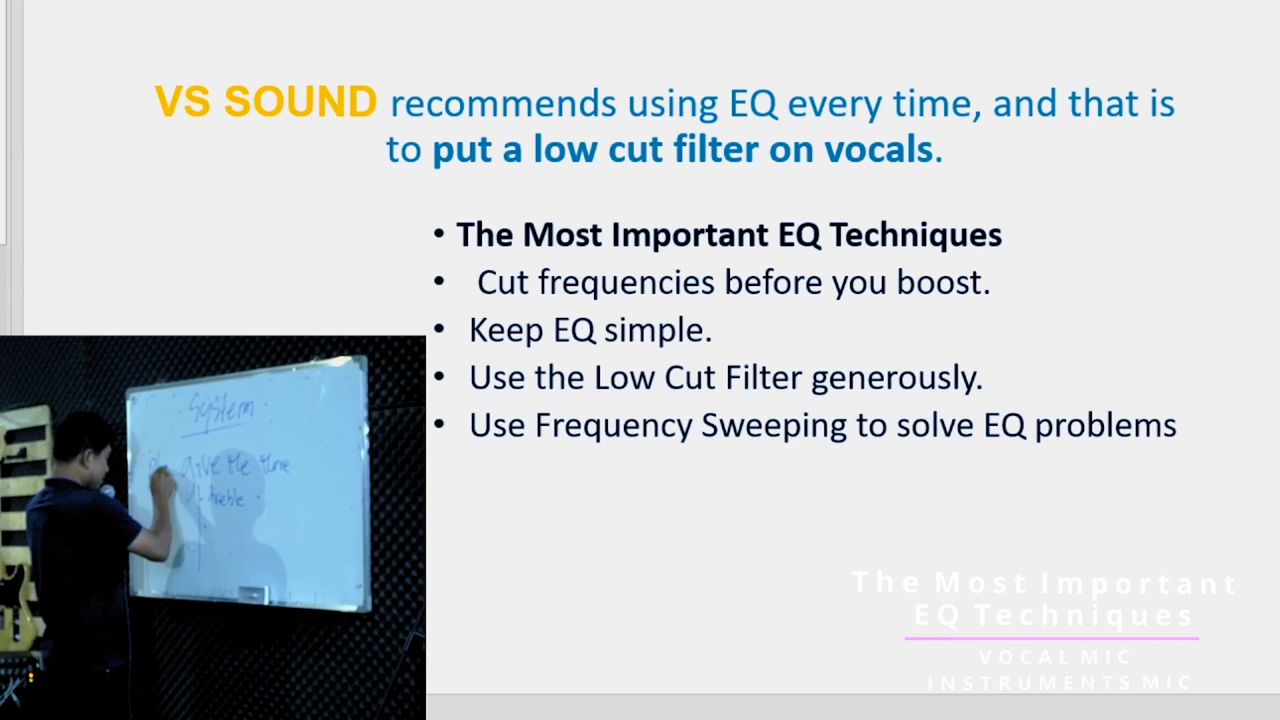 VS SOUND recommends using EQ every time, and that is
to put a low cut filter on vocals.
• The Most Important EQ Techniques
• Cut frequencies before you boost.
• Keep EQ simple.
• Use the Low Cut Filter generously.
• Use Frequency Sweeping to solve EQ problems
System
give the
treble
The Most Important
EQ Techniques
VOCAL MIC
INSTRUMENTS MIC